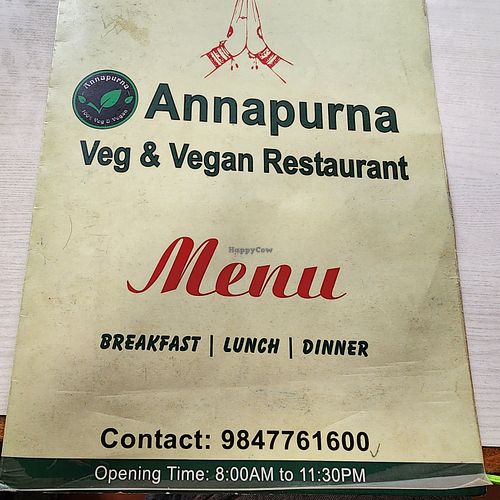 Annapurna
100% Veg & Vegan
Annapurna
Veg & Vegan Restaurant
HappyCow
Menu
BREAKFAST | LUNCH | DINNER
Contact: 9847761600
Opening Time: 8:00AM to 11:30PM